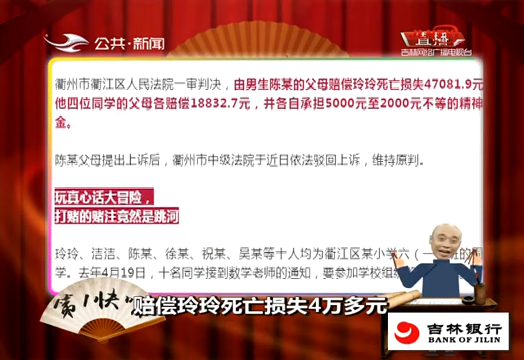 公共·新闻
直播
吉林网络广播电视台
衢州市衢江区人民法院一审判决，由男生陈某的父母赔偿玲玲死亡损失47081.9元
他四位同学的父母各赔偿18832.7元，并各自承担5000元至2000元不等的精神
金。
陈某父母提出上诉后，衢州市中级法院于近日依法驳回上诉，维持原判。
玩真心话大冒险，
打赌的赌注竟然是跳河
玲玲、洁洁、陈某、徐某、祝某、吴某等十人均为衢江区某小学六（一
班的同
学。去年4月19日，十名同学接到数学老师的通知，要参加学校组
赔偿玲玲死亡损失4万多元
吉林银行
BANK OF JILIN